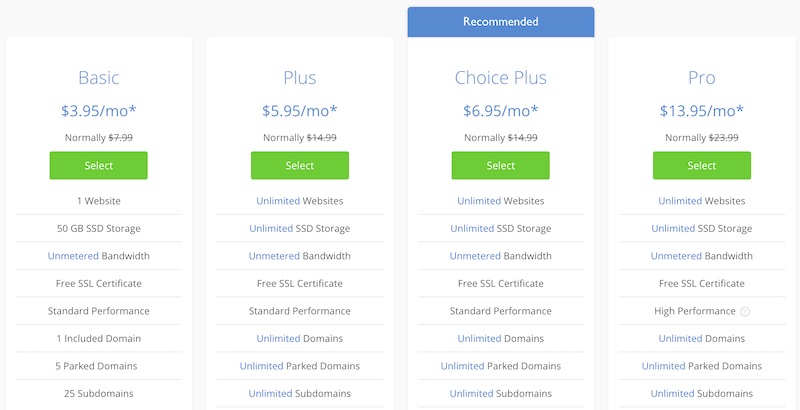 Recommended
Basic
$3.95/mo*
Normally $7.99
Select
1 Website
50 GB SSD Storage
Unmetered Bandwidth
Free SSL Certificate
Standard Performance
1 Included Domain
5 Parked Domains
25 Subdomains
Plus
$5.95/mo*
Normally $14.99
Select
Unlimited Websites
Unlimited SSD Storage
Unmetered Bandwidth
Free SSL Certificate
Standard Performance
Unlimited Domains
Unlimited Parked Domains
Unlimited Subdomains
Choice Plus
$6.95/mo*
Normally $14.99
Select
Unlimited Websites
Unlimited SSD Storage
Unmetered Bandwidth
Free SSL Certificate
Standard Performance
Unlimited Domains
Unlimited Parked Domains
Unlimited Subdomains
Pro
$13.95/mo*
Normally $23.99
Select
Unlimited Websites
Unlimited SSD Storage
Unmetered Bandwidth
Free SSL Certificate
High Performance ?
Unlimited Domains
Unlimited Parked Domains
Unlimited Subdomains